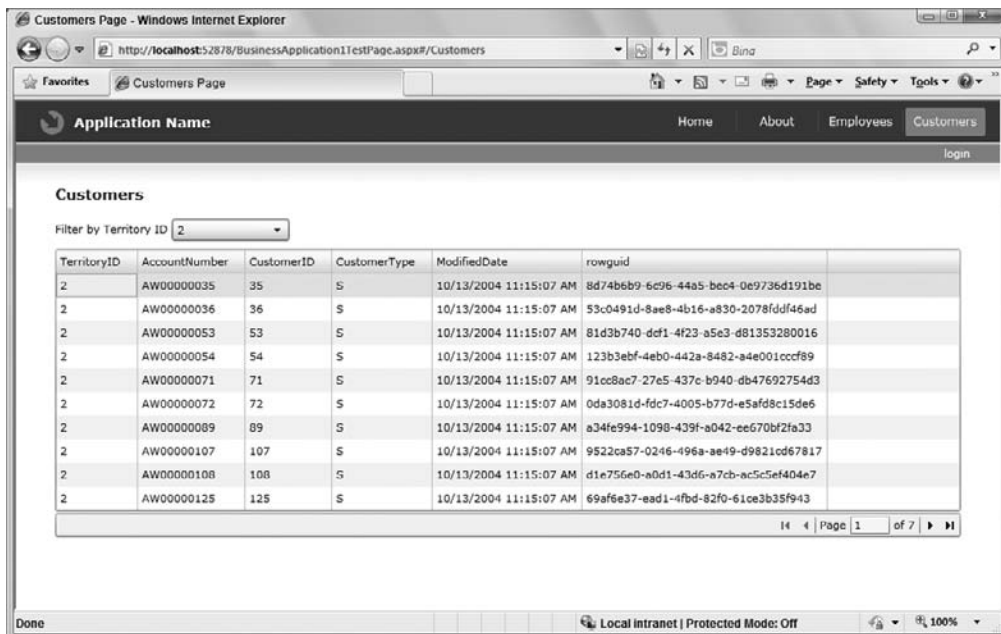 Customers Page - Windows Internet Explorer
http://localhost:52878/BusinessApplication1TestPage.aspx#/Customers
Bing
Favorites Customers Page Page Safety Tools
Application Name Home About Employees Customers
login
Customers
Filter by Territory ID 2
TerritoryID AccountNumber CustomerID CustomerType ModifiedDate rowguid
2 AW00000035 35 S 10/13/2004 11:15:07 AM 8d74b6b9-6c96-44a5-bec4-0e9736d191be
2 AW00000036 36 S 10/13/2004 11:15:07 AM 53c0491d-8ae8-4b16-a830-2078fddf46ad
2 AW00000053 53 S 10/13/2004 11:15:07 AM 81d3b740-dcf1-4f23-a5e3-d81353280016
2 AW00000054 54 S 10/13/2004 11:15:07 AM 123b3ebf-4eb0-442a-8482-a4e001cccf89
2 AW00000071 71 S 10/13/2004 11:15:07 AM 91cc8ac7-27e5-437c-b940-db47692754d3
2 AW00000072 72 S 10/13/2004 11:15:07 AM 0da3081d-fdc7-4005-b77d-e5afd8c15de6
2 AW00000089 89 S 10/13/2004 11:15:07 AM a34fe994-1098-439f-a042-ee670bf2fa33
2 AW00000107 107 S 10/13/2004 11:15:07 AM 9522ca57-0246-496a-ae49-d9821cd67817
2 AW00000108 108 S 10/13/2004 11:15:07 AM d1e756e0-a0d1-43d6-a7cb-ac5c5ef404e7
2 AW00000125 125 S 10/13/2004 11:15:07 AM 69af6e37-ead1-4fbd-82f0-61ce3b35f943
Page 1 of 7
Done Local intranet | Protected Mode: Off 100%